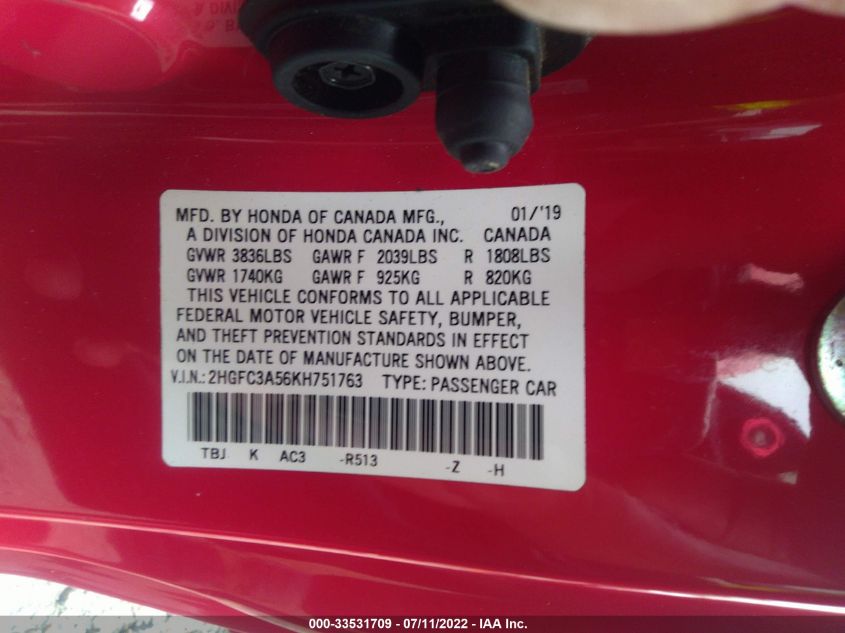 MFD. BY HONDA OF CANADA MFG., 01/'19
A DIVISION OF HONDA CANADA INC. CANADA
GVWR 3836LBS GAWR F 2039LBS R 1808LBS
GVWR 1740KG GAWR F 925KG R 820KG
THIS VEHICLE CONFORMS TO ALL APPLICABLE
FEDERAL MOTOR VEHICLE SAFETY, BUMPER,
AND THEFT PREVENTION STANDARDS IN EFFECT
ON THE DATE OF MANUFACTURE SHOWN ABOVE.
V.I.N.:2HGFC3A56KH751763 TYPE: PASSENGER CAR
TBJ K AC3 -R513 -Z -H
000-33531709 - 07/11/2022 - IAA Inc.